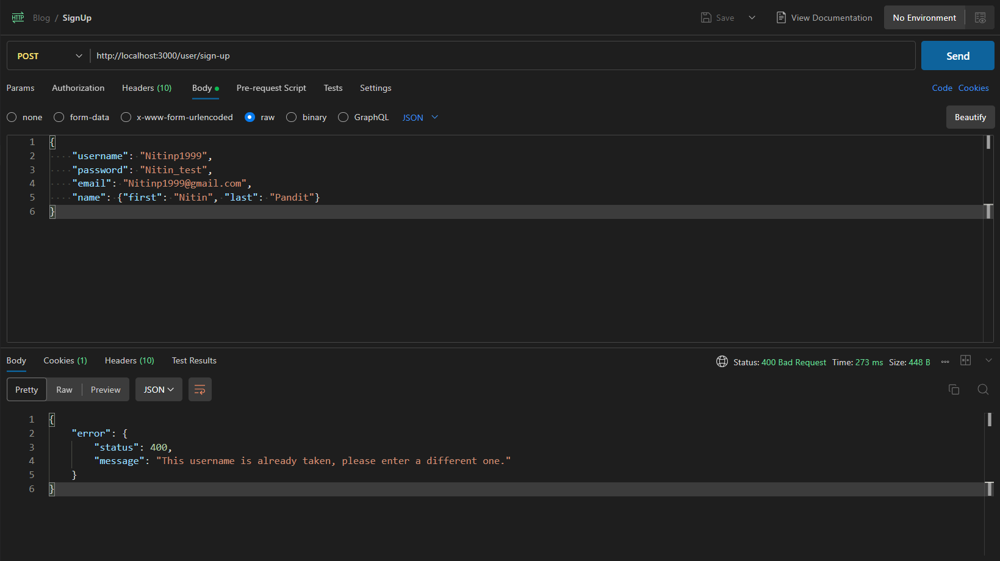 HTTP Blog / SignUp Save View Documentation No Environment
POST http://localhost:3000/user/sign-up Send
Params Authorization Headers (10) Body Pre-request Script Tests Settings Code Cookies
none form-data x-www-form-urlencoded raw binary GraphQL JSON Beautify
1 {
2 "username": "Nitinp1999",
3 "password": "Nitin_test",
4 "email": "Nitinp1999@gmail.com",
5 "name": {"first": "Nitin", "last": "Pandit"}
6 }
Body Cookies (1) Headers (10) Test Results Status: 400 Bad Request Time: 273 ms Size: 448 B
Pretty Raw Preview JSON
1 {
2 "error": {
3 "status": 400,
4 "message": "This username is already taken, please enter a different one."
5 }
6 }